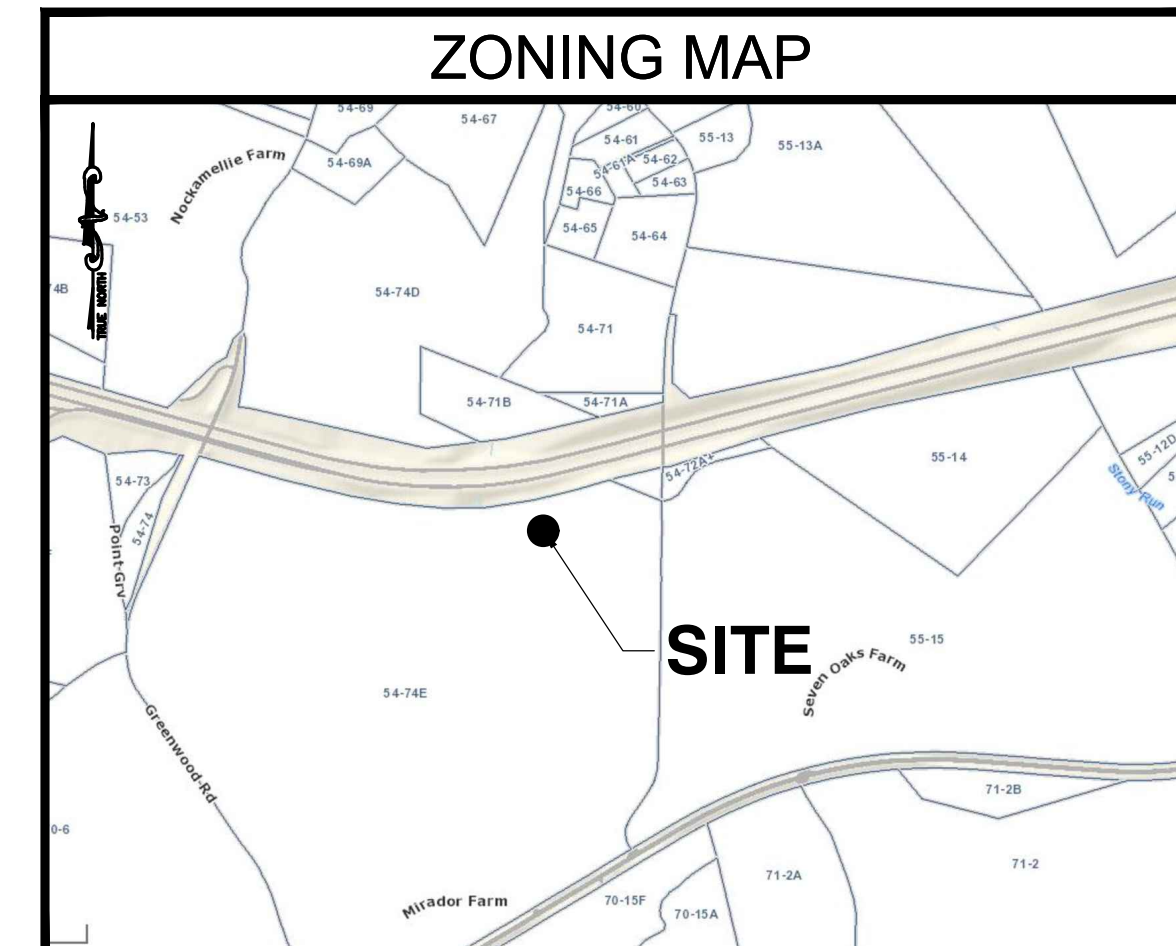 ZONING MAP
54-69
54-67
54-60
54-61
55-13
55-13A
54-69A
54-61A
54-62
54-63
54-66
Nockamellie Farm
54-53
54-65
54-64
TRUE NORTH
74B
54-74D
54-71
54-71B
54-71A
54-72A+
55-14
55-12D
5
Stony Run
54-73
54-74
Point-Grv
SITE
55-15
Seven Oaks Farm
54-74E
Greenwood-Rd
71-2B
0-6
71-2
71-2A
Mirador Farm
70-15F
70-15A